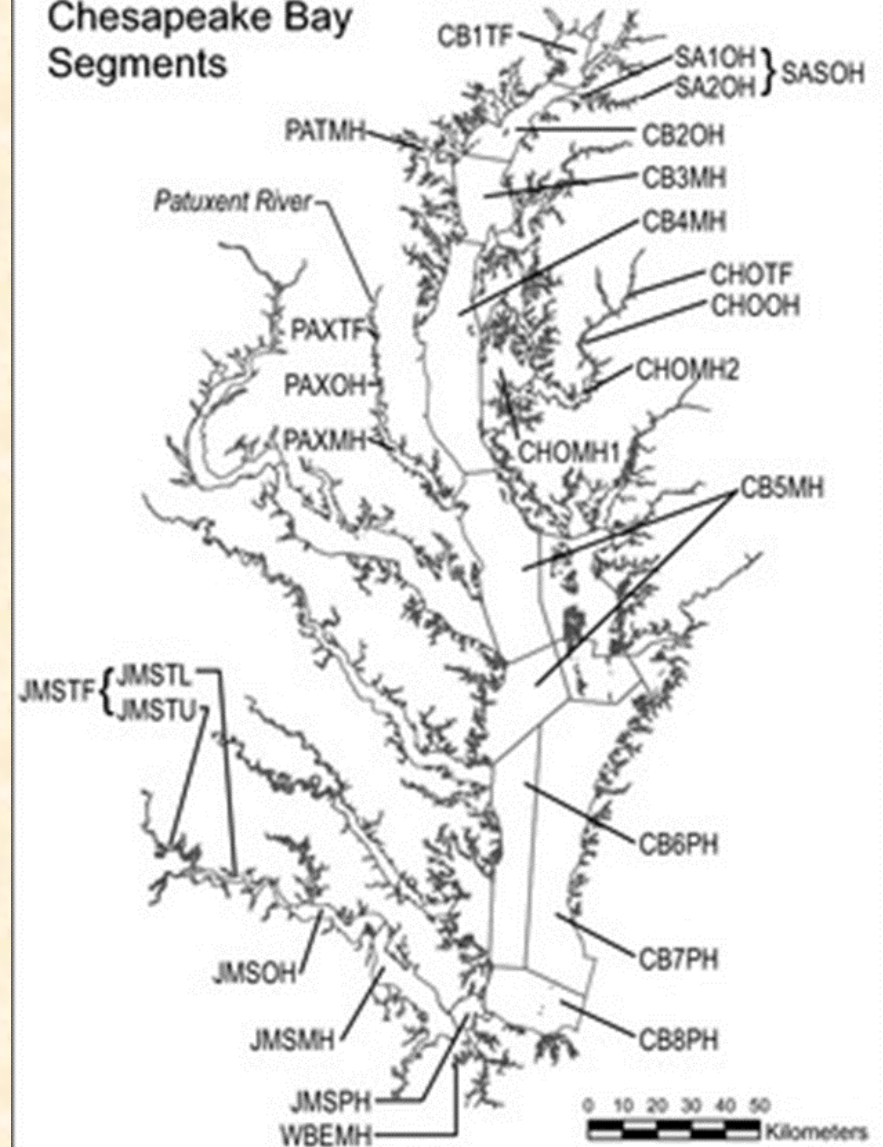 Chesapeake Bay
Segments
CB1TF
SA1OH
SA2OH
SASOH
PATMH
CB2OH
CB3MH
Patuxent River
CB4MH
CHOTF
CHOOH
PAXTF
CHOMH2
PAXOH
PAXMH
CHOMH1
CB5MH
JMSTF
JMSTL
JMSTU
CB6PH
CB7PH
JMSOH
JMSMH
CB8PH
JMSPH
WBEMH
0 10 20 30 40 50
Kilometers